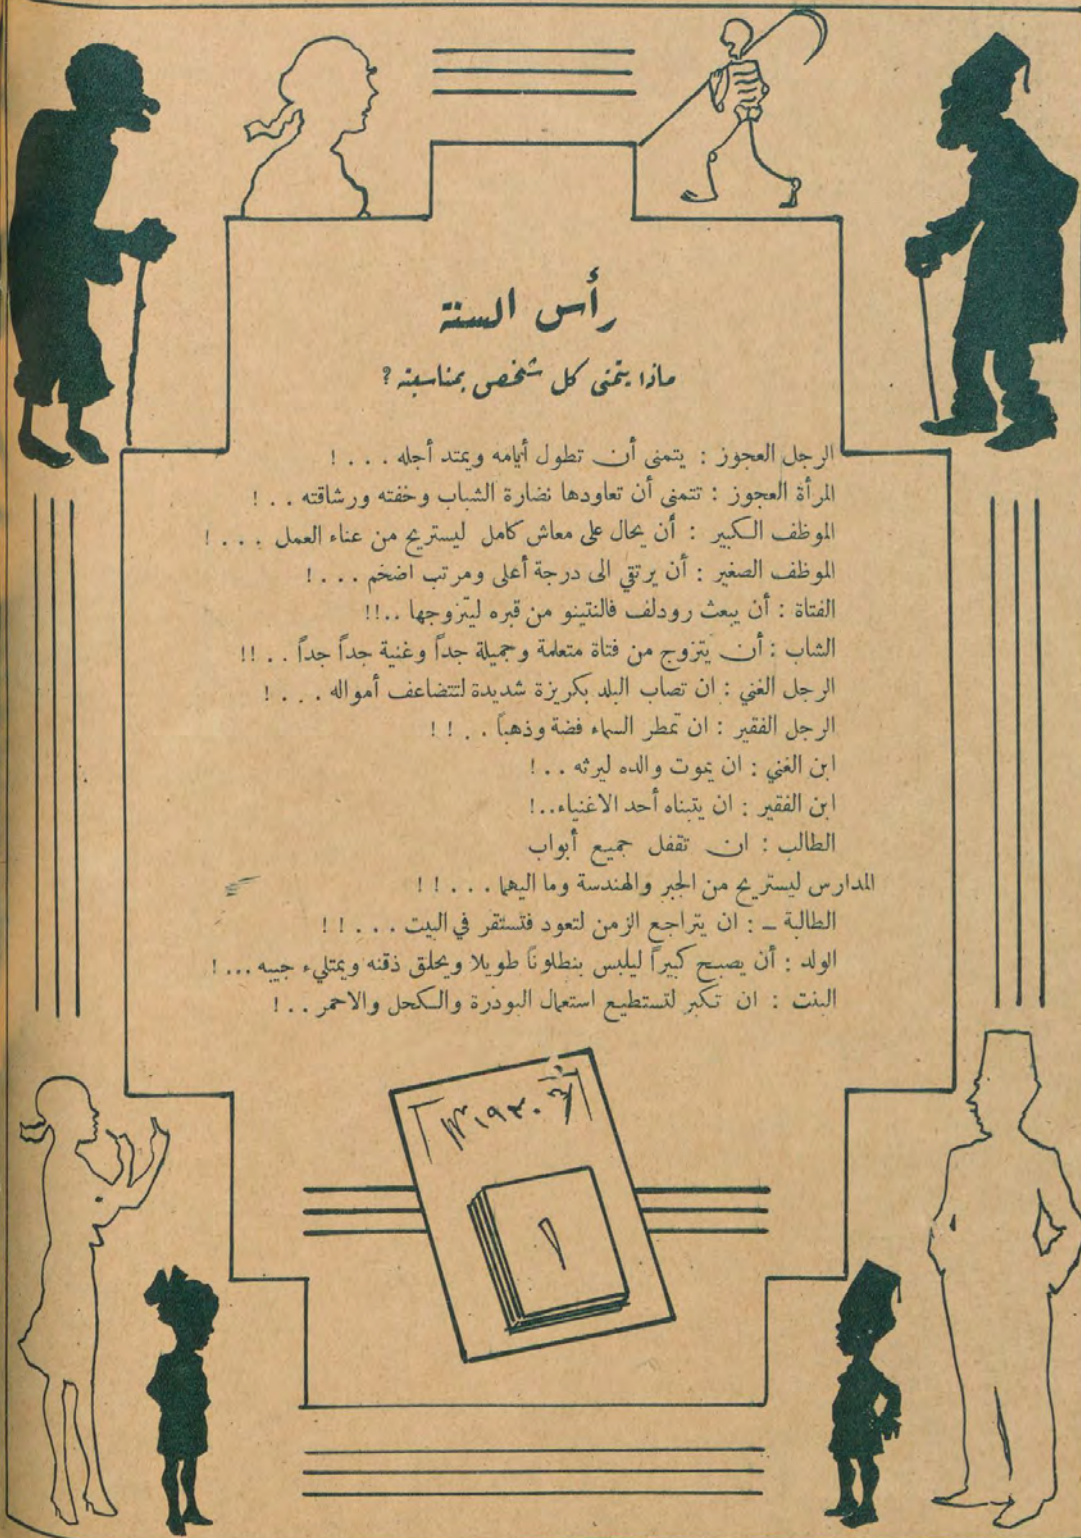 رأس السنة
ماذا يتمنى كل شخص بمناسبته ؟
الرجل العجوز : يتمنى أن تطول أيامه ويمتد أجله . . . !
المرأة العجوز : تتمنى أن تعاودها نضارة الشباب وخفته ورشاقته . . !
الموظف الكبير : أن يحال على معاش كامل ليستريح من عناء العمل . . . !
الموظف الصغير : أن يرتقي الى درجة أعلى ومرتب اضخم . . . !
الفتاة : أن يبعث رودلف فالنتينو من قبره ليتزوجها ..!!
الشاب : أن يتزوج من فتاة متعلمة وجميلة جداً وغنية جداً جداً . . !!
الرجل الغني : ان تصاب البلد بكريزة شديدة لتتضاعف أمواله . . . !
الرجل الفقير : ان تمطر السماء فضة وذهباً . . ! !
ابن الغني : ان يموت والده ليرثه . . !
ابن الفقير : ان يتبناه أحد الاغنياء..!
الطالب : ان تقفل جميع أبواب
المدارس ليستريح من الجبر والهندسة وما اليهما . . . ! !
الطالبة – : ان يتراجع الزمن لتعود فتستقر في البيت . . . ! !
الولد : أن يصبح كبيراً ليلبس بنطلوناً طويلا ويحلق ذقنه ويمتليء جيبه ... !
البنت : ان تكبر لتستطيع استعمال البودرة والكحل والاحمر . . !
١٩٣٠
١